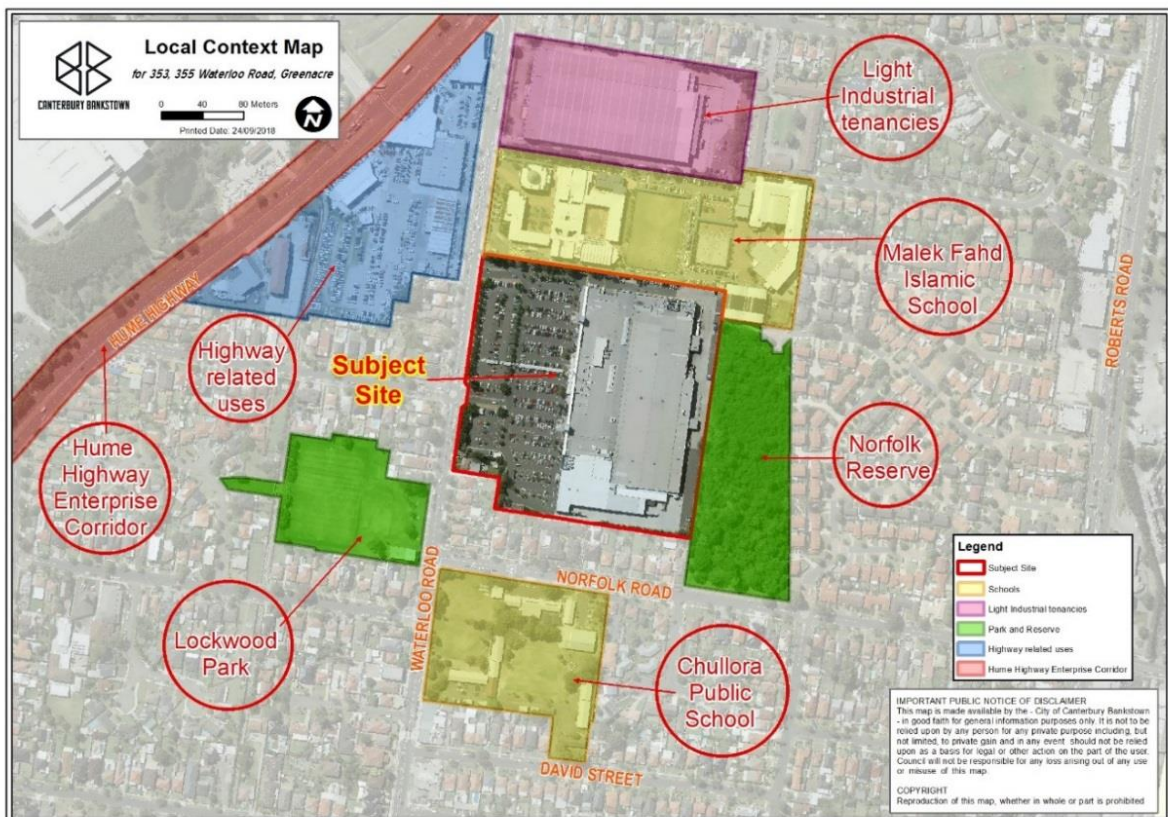 Local Context Map
for 353, 355 Waterloo Road, Greenacre
CANTERBURY BANKSTOWN
0 40 80 Meters
N
Printed Date: 24/09/2018
Light
Industrial
tenancies
Malek Fahd
Islamic
School
ROBERTS ROAD
HUME HIGHWAY
Highway
related
uses
Subject
Site
Hume
Highway
Enterprise
Corridor
Norfolk
Reserve
Lockwood
Park
WATERLOO ROAD
NORFOLK ROAD
Chullora
Public
School
DAVID STREET
Legend
Subject Site
Schools
Light Industrial tenancies
Park and Reserve
Highway related uses
Hume Highway Enterprise Corridor
IMPORTANT PUBLIC NOTICE OF DISCLAIMER
This map is made available by the - City of Canterbury Bankstown
- in good faith for general information purposes only. It is not to be
relied upon by any person for any private purpose including, but
not limited, to private gain and in any event should not be relied
upon as a basis for legal or other action on the part of the user.
Council will not be responsible for any loss arising out of any use
or misuse of this map.
COPYRIGHT
Reproduction of this map, whether in whole or part is prohibited